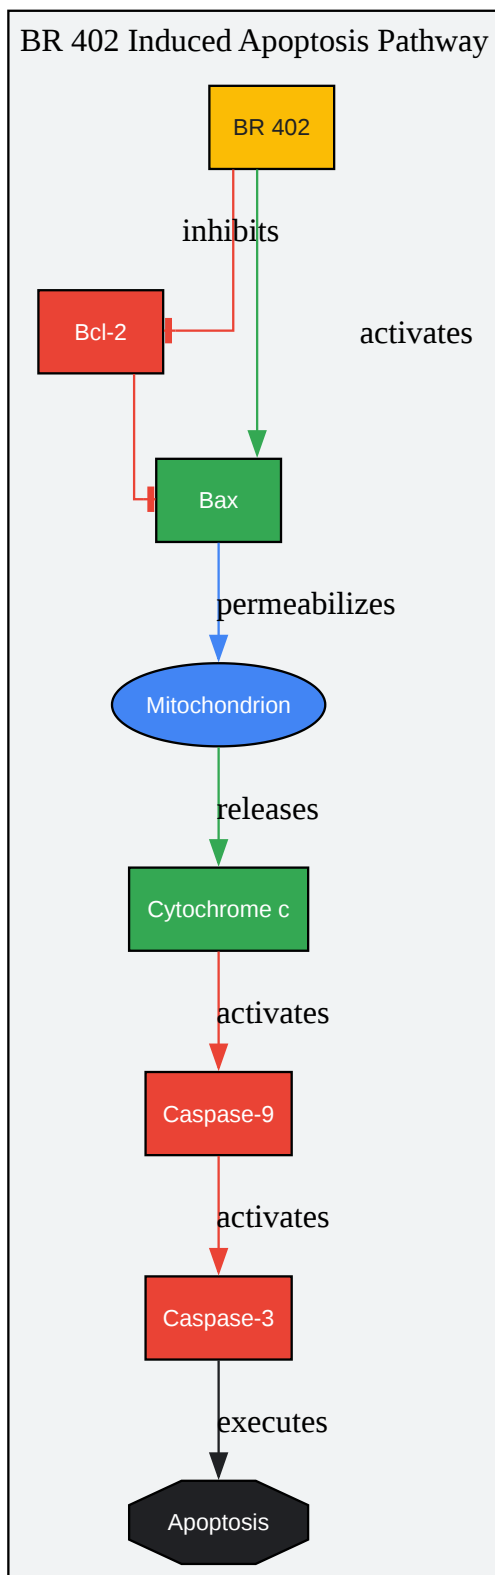 BR 402 Induced Apoptosis Pathway
BR 402
inhibits
Bcl-2
activates
Bax
permeabilizes
Mitochondrion
releases
Cytochrome c
activates
Caspase-9
activates
Caspase-3
executes
Apoptosis